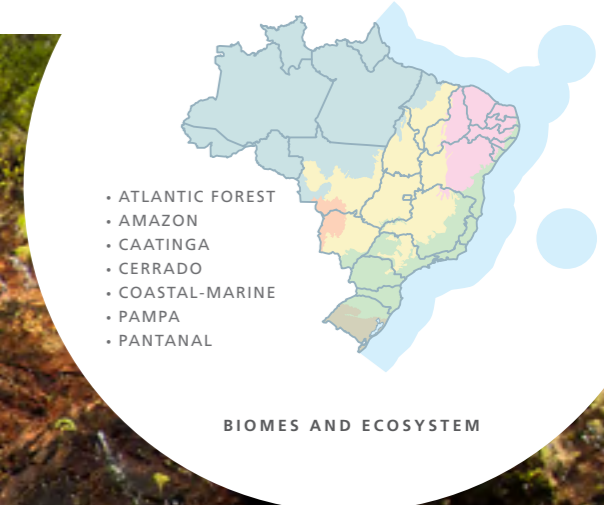 • ATLANTIC FOREST
• AMAZON
• CAATINGA
• CERRADO
• COASTAL-MARINE
• PAMPA
• PANTANAL
BIOMES AND ECOSYSTEM